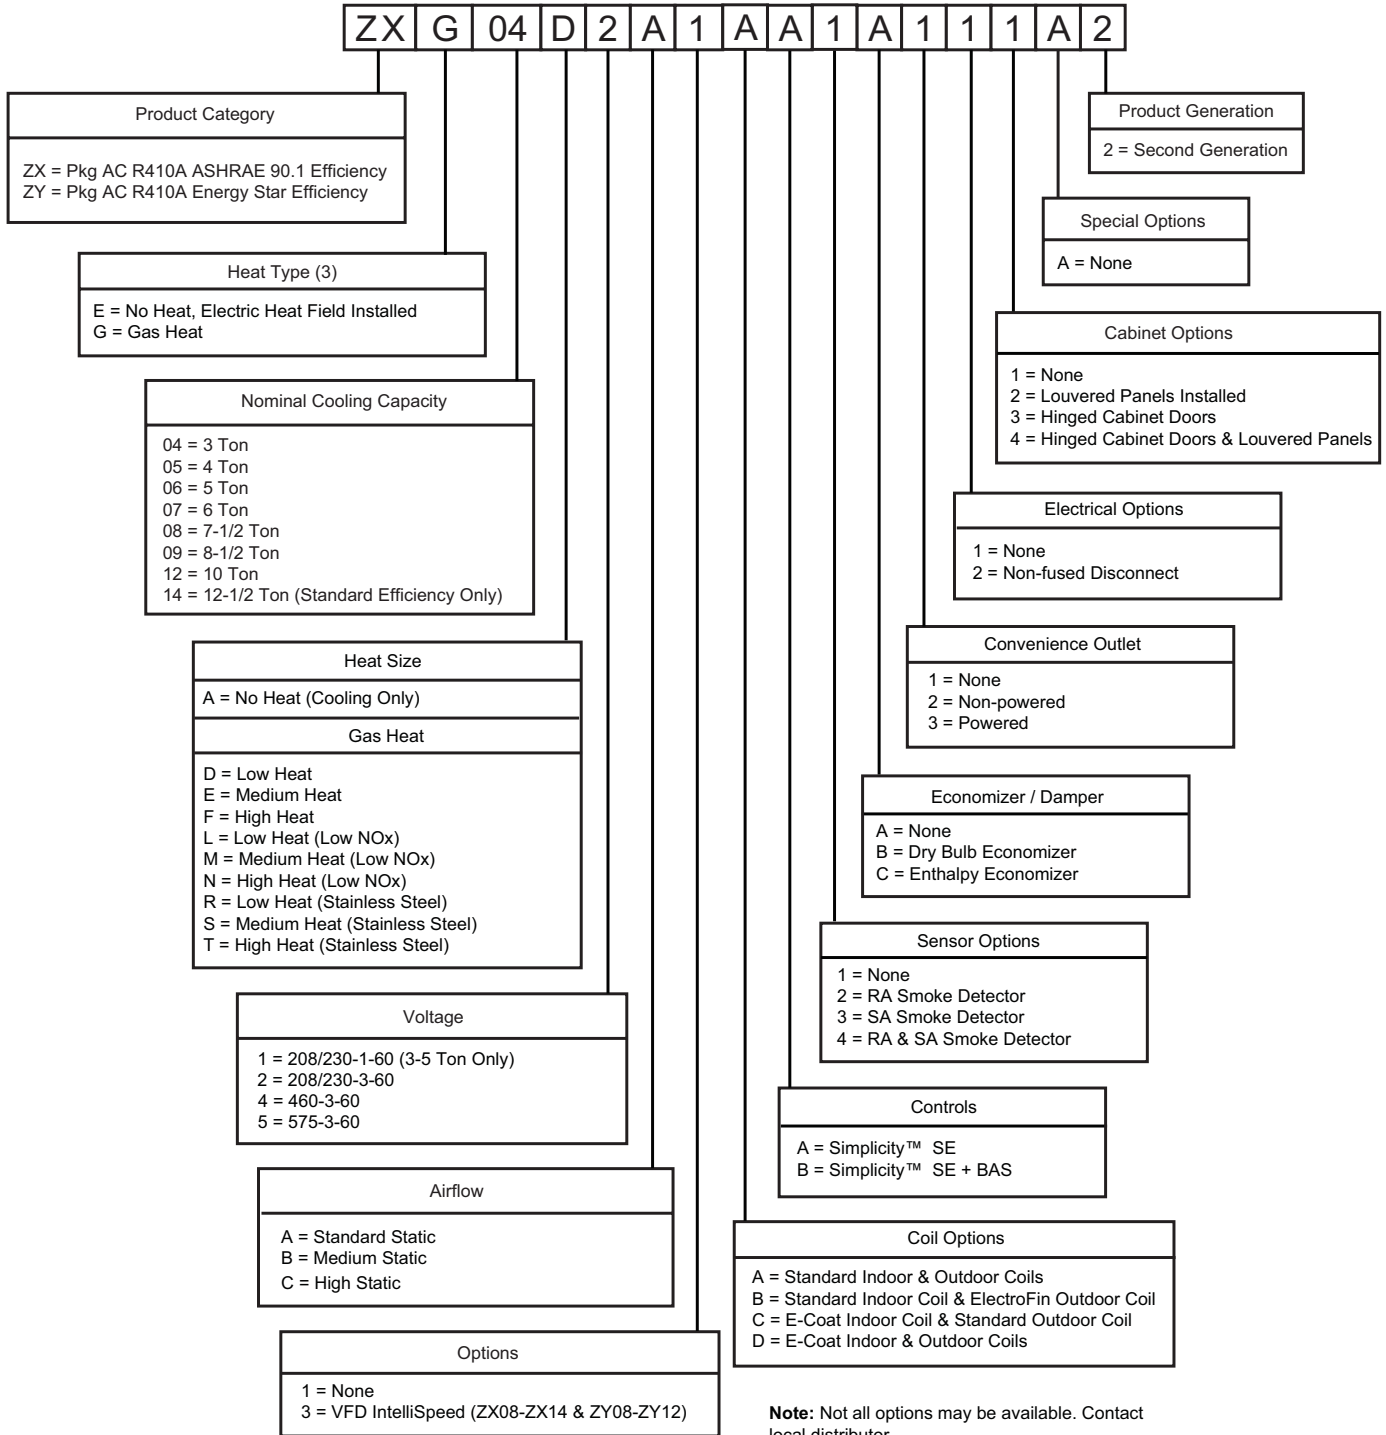 ZX G 04 D 2 A 1 A A 1 A 1 1 1 A 2
Product Category
ZX = Pkg AC R410A ASHRAE 90.1 Efficiency
ZY = Pkg AC R410A Energy Star Efficiency
Heat Type (3)
E = No Heat, Electric Heat Field Installed
G = Gas Heat
Nominal Cooling Capacity
04 = 3 Ton
05 = 4 Ton
06 = 5 Ton
07 = 6 Ton
08 = 7-1/2 Ton
09 = 8-1/2 Ton
12 = 10 Ton
14 = 12-1/2 Ton (Standard Efficiency Only)
Heat Size
A = No Heat (Cooling Only)
Gas Heat
D = Low Heat
E = Medium Heat
F = High Heat
L = Low Heat (Low NOx)
M = Medium Heat (Low NOx)
N = High Heat (Low NOx)
R = Low Heat (Stainless Steel)
S = Medium Heat (Stainless Steel)
T = High Heat (Stainless Steel)
Voltage
1 = 208/230-1-60 (3-5 Ton Only)
2 = 208/230-3-60
4 = 460-3-60
5 = 575-3-60
Airflow
A = Standard Static
B = Medium Static
C = High Static
Options
1 = None
3 = VFD IntelliSpeed (ZX08-ZX14 & ZY08-ZY12)
Product Generation
2 = Second Generation
Special Options
A = None
Cabinet Options
1 = None
2 = Louvered Panels Installed
3 = Hinged Cabinet Doors
4 = Hinged Cabinet Doors & Louvered Panels
Electrical Options
1 = None
2 = Non-fused Disconnect
Convenience Outlet
1 = None
2 = Non-powered
3 = Powered
Economizer / Damper
A = None
B = Dry Bulb Economizer
C = Enthalpy Economizer
Sensor Options
1 = None
2 = RA Smoke Detector
3 = SA Smoke Detector
4 = RA & SA Smoke Detector
Controls
A = Simplicity™ SE
B = Simplicity™ SE + BAS
Coil Options
A = Standard Indoor & Outdoor Coils
B = Standard Indoor Coil & ElectroFin Outdoor Coil
C = E-Coat Indoor Coil & Standard Outdoor Coil
D = E-Coat Indoor & Outdoor Coils
Note: Not all options may be available. Contact
local distributor